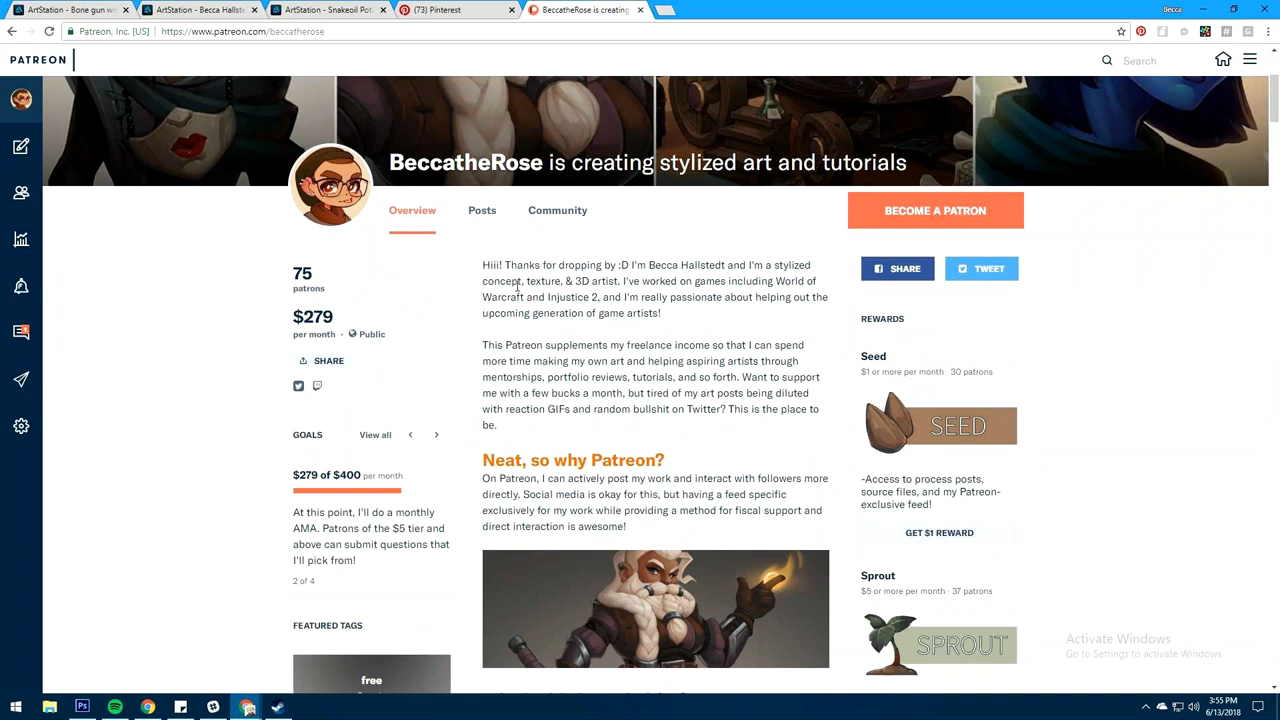 ArtStation - Bone gun wi
ArtStation - Becca Hallste
ArtStation - Snakeoil Pot
(73) Pinterest
BeccatheRose is creating
Becca
Patreon, Inc. [US] https://www.patreon.com/beccatherose
PATREON
Search
BeccatheRose is creating stylized art and tutorials
Overview
Posts
Community
BECOME A PATRON
75
patrons
$279
per month · Public
SHARE
GOALS View all
$279 of $400 per month
At this point, I'll do a monthly
AMA. Patrons of the $5 tier and
above can submit questions that
I'll pick from!
2 of 4
FEATURED TAGS
free
Hiii! Thanks for dropping by :D I'm Becca Hallstedt and I'm a stylized
concept, texture, & 3D artist. I've worked on games including World of
Warcraft and Injustice 2, and I'm really passionate about helping out the
upcoming generation of game artists!
This Patreon supplements my freelance income so that I can spend
more time making my own art and helping aspiring artists through
mentorships, portfolio reviews, tutorials, and so forth. Want to support
me with a few bucks a month, but tired of my art posts being diluted
with reaction GIFs and random bullshit on Twitter? This is the place to
be.
Neat, so why Patreon?
On Patreon, I can actively post my work and interact with followers more
directly. Social media is okay for this, but having a feed specific
exclusively for my work while providing a method for fiscal support and
direct interaction is awesome!
SHARE
TWEET
REWARDS
Seed
$1 or more per month · 30 patrons
SEED
-Access to process posts,
source files, and my Patreon-
exclusive feed!
GET $1 REWARD
Sprout
$5 or more per month · 37 patrons
SPROUT
Activate Windows
Go to Settings to activate Windows.
3:55 PM
6/13/2018